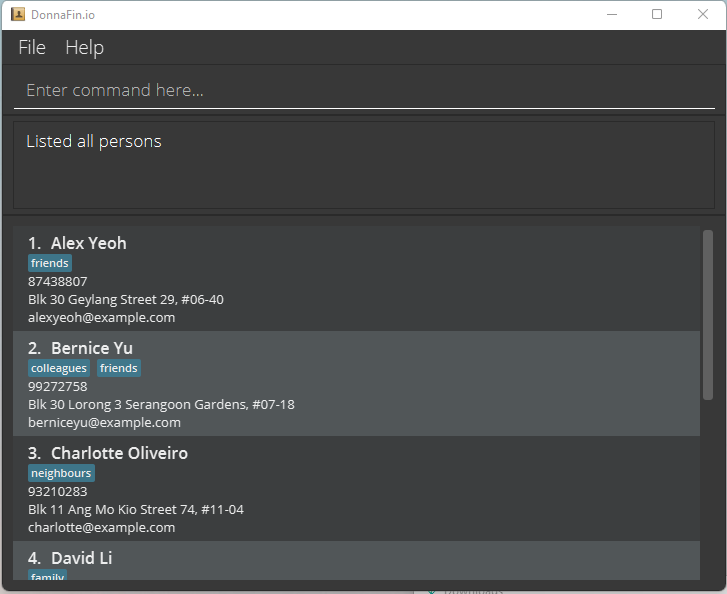 DonnaFin.io
File Help
Enter command here...
Listed all persons
1. Alex Yeoh
friends
87438807
Blk 30 Geylang Street 29, #06-40
alexyeoh@example.com
2. Bernice Yu
colleagues friends
99272758
Blk 30 Lorong 3 Serangoon Gardens, #07-18
berniceyu@example.com
3. Charlotte Oliveiro
neighbours
93210283
Blk 11 Ang Mo Kio Street 74, #11-04
charlotte@example.com
4. David Li
family